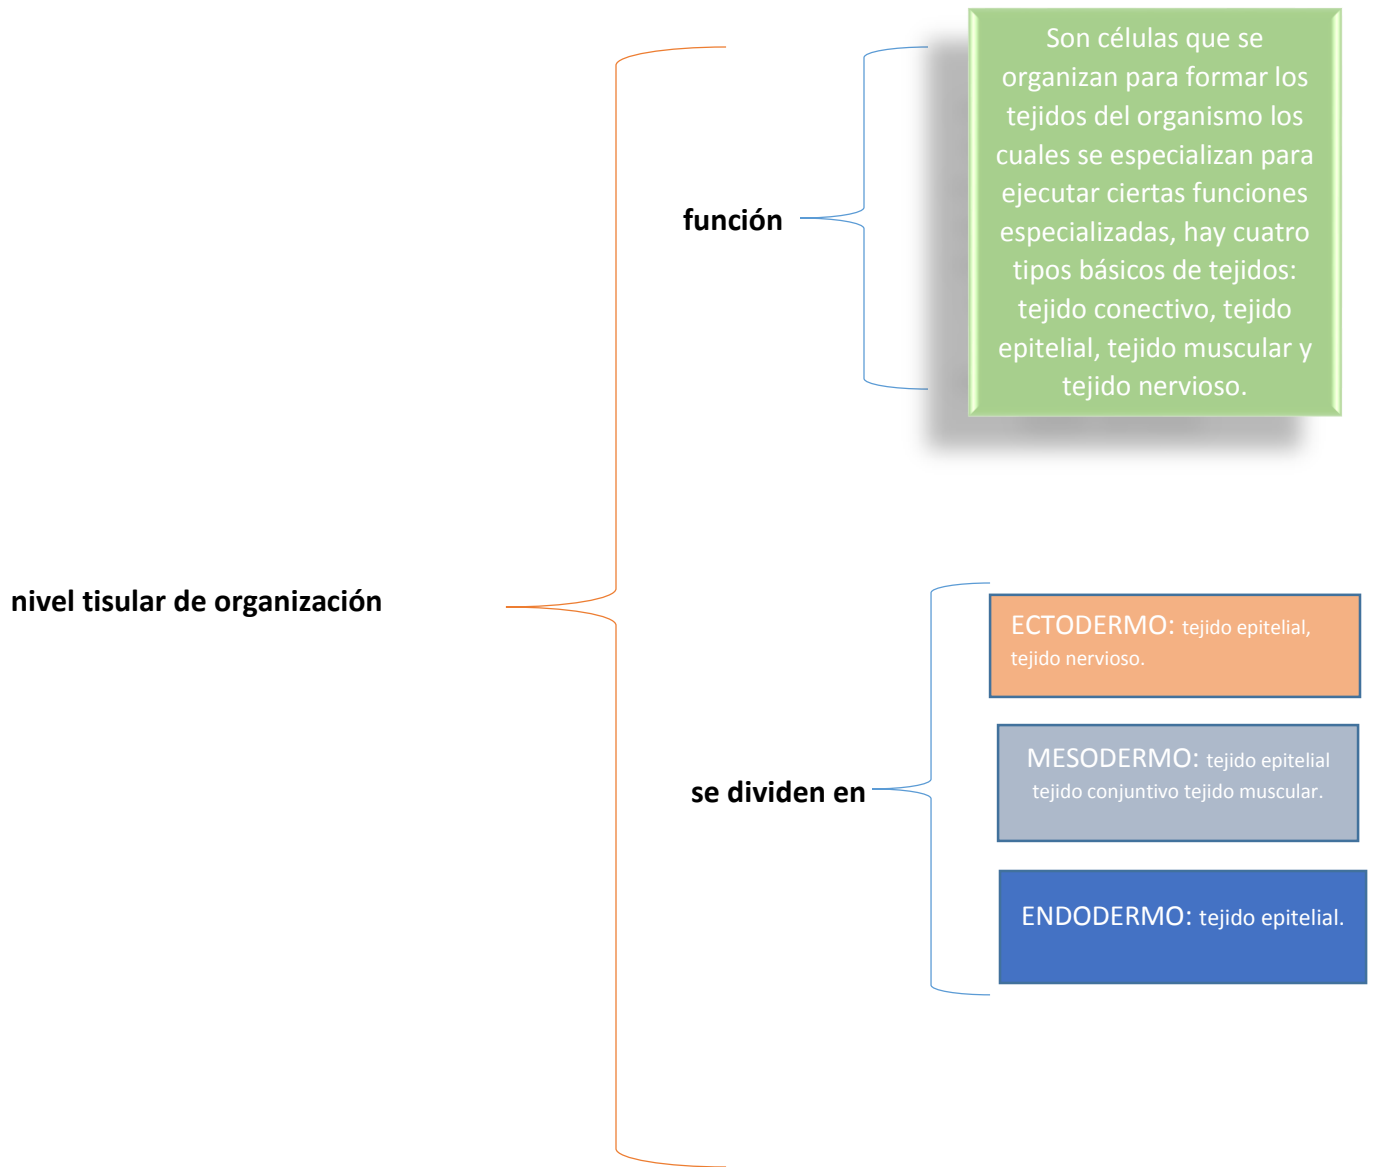 nivel tisular de organización
función
Son células que se
organizan para formar los
tejidos del organismo los
cuales se especializan para
ejecutar ciertas funciones
especializadas, hay cuatro
tipos básicos de tejidos:
tejido conectivo, tejido
epitelial, tejido muscular y
tejido nervioso.
se dividen en
ECTODERMO: tejido epitelial,
tejido nervioso.
MESODERMO: tejido epitelial
tejido conjuntivo tejido muscular.
ENDODERMO: tejido epitelial.